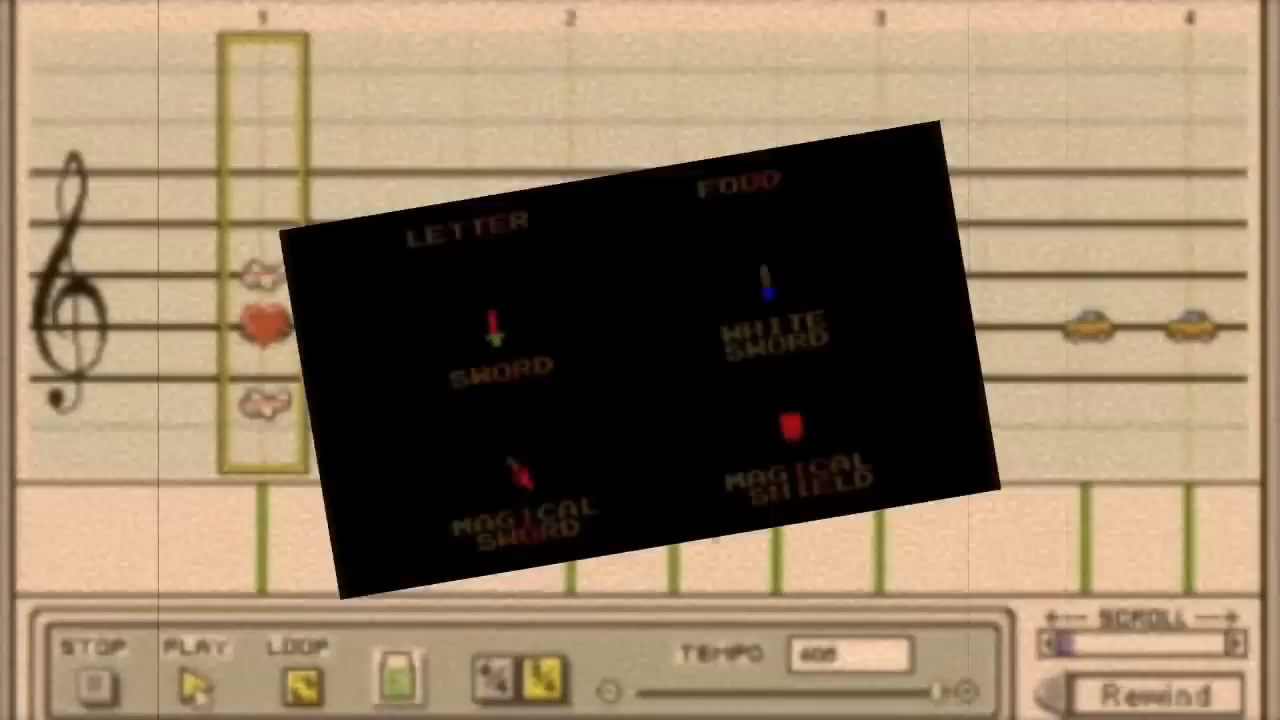 1 2 3 4
LETTER FOOD
SWORD WHITE
SWORD
MAGICAL MAGICAL
SWORD SHIELD
STOP PLAY LOOP
TEMPO
SCROLL
Rewind